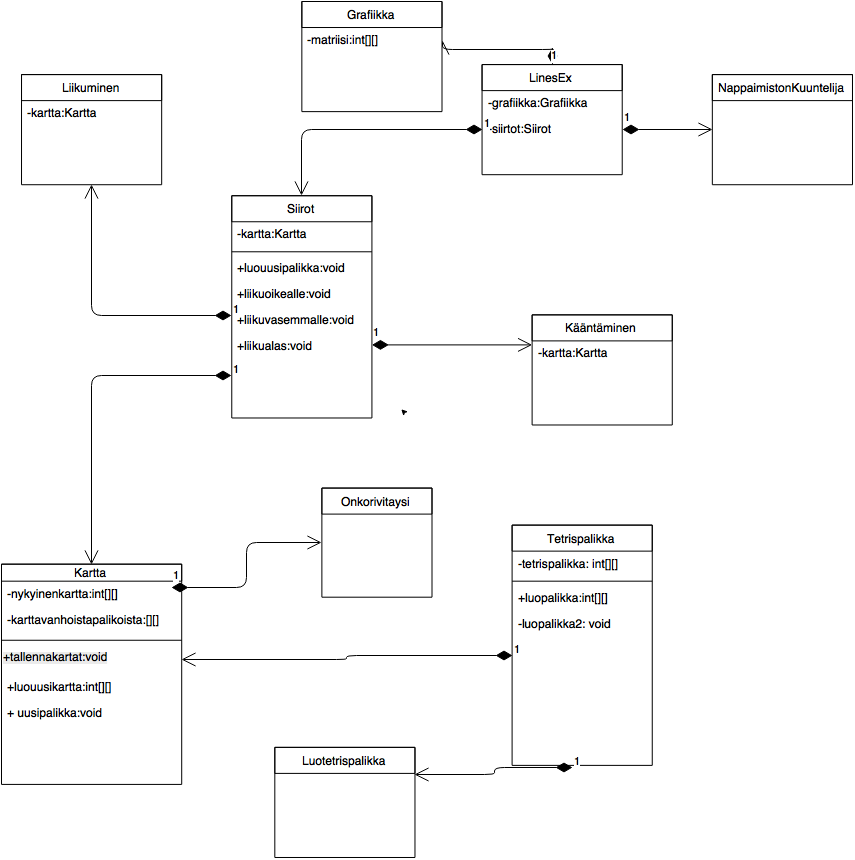 Grafiikka
-matriisi:int[][]
1
LinesEx
-grafiikka:Grafiikka
1
-siirtot:Siirot
1
NappaimistonKuuntelija
Liikuminen
-kartta:Kartta
Siirot
-kartta:Kartta
+luouusipalikka:void
+liikuoikealle:void
1
+liikuvasemmalle:void
+liikualas:void
1
1
Kääntäminen
-kartta:Kartta
Onkorivitaysi
Tetrispalikka
-tetrispalikka: int[][]
+luopalikka:int[][]
-luopalikka2: void
1
1
Kartta
1
-nykyinenkartta:int[][]
-karttavanhoistapalikoista:[][]
+tallennakartat:void
+luouusikartta:int[][]
+ uusipalikka:void
Luotetrispalikka